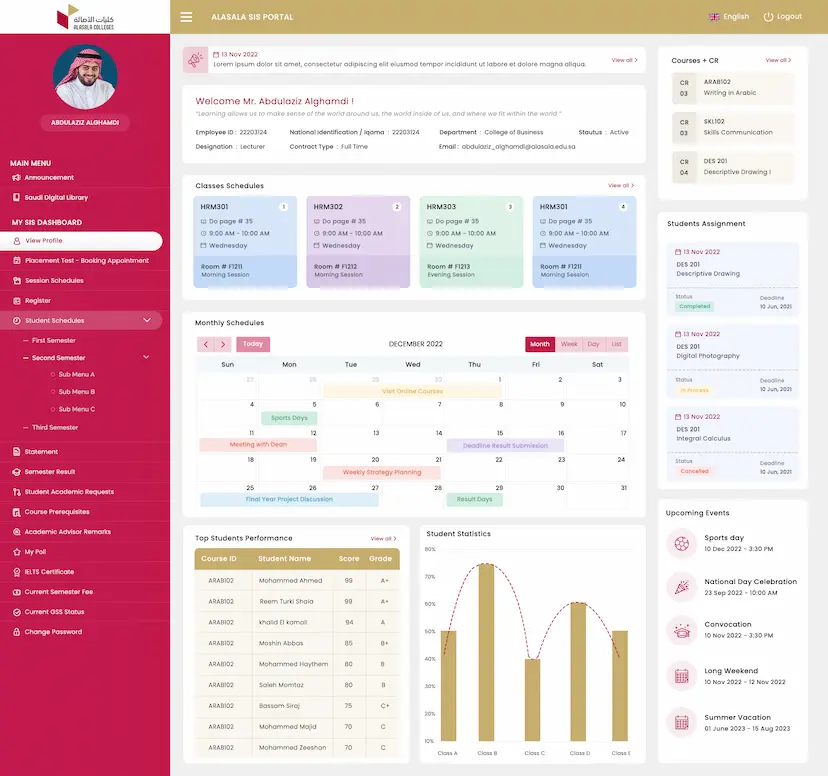 كليات الأصالة
ALASALA COLLEGES
ALASALA SIS PORTAL
English
Logout
ABDULAZIZ ALGHAMDI
MAIN MENU
Announcement
Saudi Digital Library
MY SIS DASHBOARD
View Profile
Placement Test - Booking Appointment
Session Schedules
Register
Student Schedules
First Semester
Second Semester
Sub Menu A
Sub Menu B
Sub Menu C
Third Semester
Statement
Semester Result
Student Academic Requests
Course Prerequisites
Academic Advisor Remarks
My Poll
IELTS Certificate
Current Semester Fee
Current GSS Status
Change Password
13 Nov 2022
Lorem ipsum dolor sit amet, consectetur adipiscing elit eiusmod tempor incididunt ut labore et dolore magna aliqua.
View all >
Welcome Mr. Abdulaziz Alghamdi !
"Learning allows us to make sense of the world around us, the world inside of us, and where we fit within the world "
Employee ID : 22203124 National Identification / Iqama : 22203124 Department : College of Business Stautus : Active
Designation : Lecturer Contract Type : Full Time Email : abdulaziz_alghamdi@alasala.edu.sa
Classes Schedules View all >
HRM301 1
Do page # 35
9:00 AM - 10:00 AM
Wednesday
Room # F1211
Morning Session
HRM302 2
Do page # 35
9:00 AM - 10:00 AM
Wednesday
Room # F1212
Morning Session
HRM303 3
Do page # 35
9:00 AM - 10:00 AM
Wednesday
Room # F1213
Evening Session
HRM301 4
Do page # 35
9:00 AM - 10:00 AM
Wednesday
Room # F1211
Morning Session
Monthly Schedules
< > Today DECEMBER 2022 Month Week Day List
Sun Mon Tue Wed Thu Fri Sat
27 28 29 30 1 2 3
Visit Online Courses
4 5 6 7 8 9 10
Sports Days
11 12 13 14 15 16 17
Meeting with Dean Deadline Result Submission
18 19 20 21 22 23 24
Weekly Strategy Planning
25 26 27 28 29 30 31
Final Year Project Discussion Result Days
Top Students Performance View all >
Course ID Student Name Score Grade
ARAB102 Mohammed Ahmed 99 A+
ARAB102 Reem Turki Shaia 99 A+
ARAB102 khalid El kamali 94 A
ARAB102 Moshin Abbas 85 B+
ARAB102 Mohammed Haythem 80 B
ARAB102 Saleh Momtaz 80 B
ARAB102 Bassam Siraj 75 C+
ARAB102 Mohammed Majid 70 C
ARAB102 Mohammed Zeeshan 70 C
Student Statistics
80%
70%
60%
50%
40%
30%
20%
10%
Class A Class B Class C Class D Class E
Courses + CR View all >
CR 03
ARAB102
Writing in Arabic
CR 03
SKL102
Skills Communication
CR 04
DES 201
Descriptive Drawing I
Students Assignment
13 Nov 2022
DES 201
Descriptive Drawing
Status Deadline
Completed 10 Jun, 2021
13 Nov 2022
DES 201
Digital Photography
Status Deadline
In Process 10 Jun, 2021
13 Nov 2022
DES 201
Integral Calculus
Status Deadline
Cancelled 10 Jun, 2021
Upcoming Events
Sports day
10 Dec 2022 - 3:30 PM
National Day Celebration
23 Sep 2022 - 10:00 AM
Convocation
10 Nov 2022 - 3:30 PM
Long Weekend
10 Nov 2022 - 12 Nov 2022
Summer Vacation
01 June 2023 - 15 Aug 2023